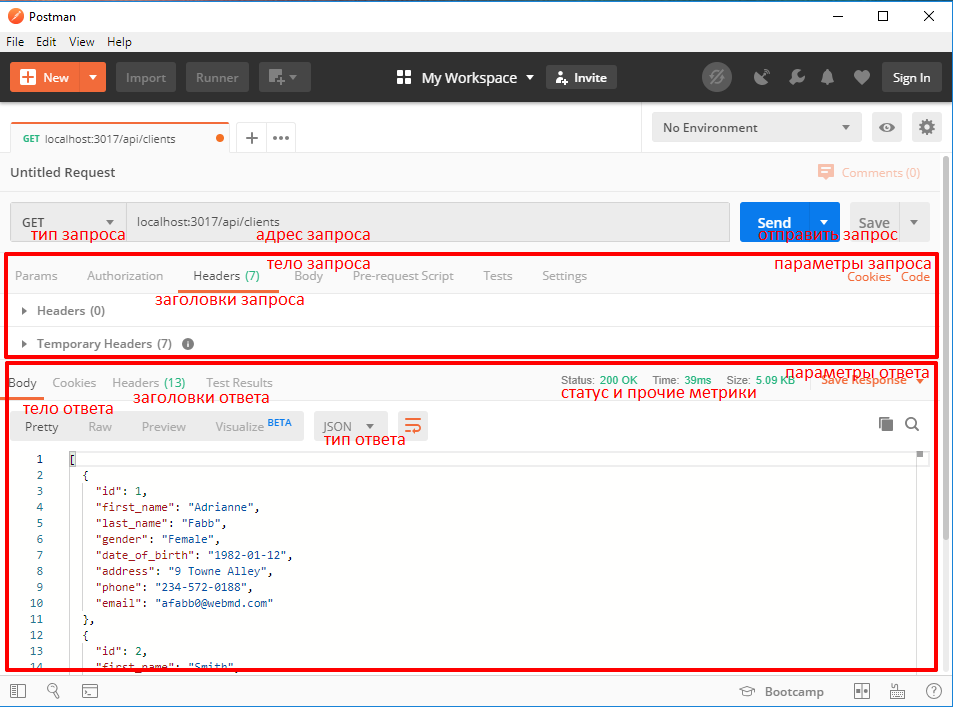 Postman
File Edit View Help
New Import Runner My Workspace Invite Sign In
GET localhost:3017/api/clients No Environment
Untitled Request Comments (0)
GET localhost:3017/api/clients Send Save
тип запроса адрес запроса отправить запрос
тело запроса параметры запроса
Params Authorization Headers (7) Body Pre-request Script Tests Settings Cookies Code
заголовки запроса
Headers (0)
Temporary Headers (7)
параметры ответа
Body Cookies Headers (13) Test Results Status: 200 OK Time: 39ms Size: 5.09 KB Save Response
заголовки ответа статус и прочие метрики
тело ответа
Pretty Raw Preview Visualize BETA JSON
тип ответа
1 [
2 {
3 "id": 1,
4 "first_name": "Adrianne",
5 "last_name": "Fabb",
6 "gender": "Female",
7 "date_of_birth": "1982-01-12",
8 "address": "9 Towne Alley",
9 "phone": "234-572-0188",
10 "email": "afabb0@webmd.com"
11 },
12 {
13 "id": 2,
14 "first_name": "Smith",
Bootcamp